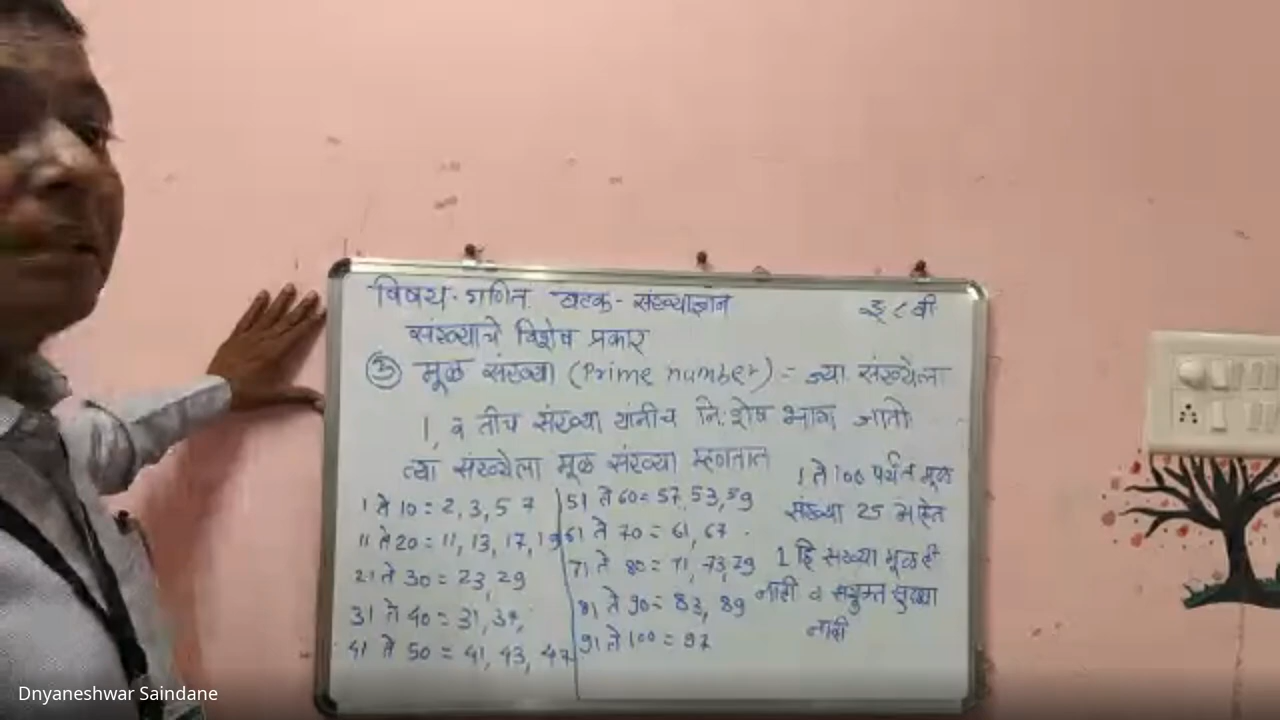 विषय- गणित. घटक- संख्याज्ञान इ ८ वी
संख्याचे विशेष प्रकार
③ मूळ संख्या (Prime number) = ज्या संख्येला
1, व तीच संख्या यांनीच नि:शेष भाग जातो
त्या संख्येला मूळ संख्या म्हणतात
1 ते 10 = 2, 3, 5 7
11 ते 20 = 11, 13, 17, 19
21 ते 30 = 23, 29
31 ते 40 = 31, 37,
41 ते 50 = 41, 43, 47
51 ते 60 = 57, 53, 59
61 ते 70 = 61, 67
71 ते 80 = 71, 73, 79
81 ते 90 = 83, 89
91 ते 100 = 97
1 ते 100 पर्यंत मूळ
संख्या 25 आहेत
1 हि संख्या मूळ ही
नाही व संयुक्त सुध्दा
नाही
Dnyaneshwar Saindane